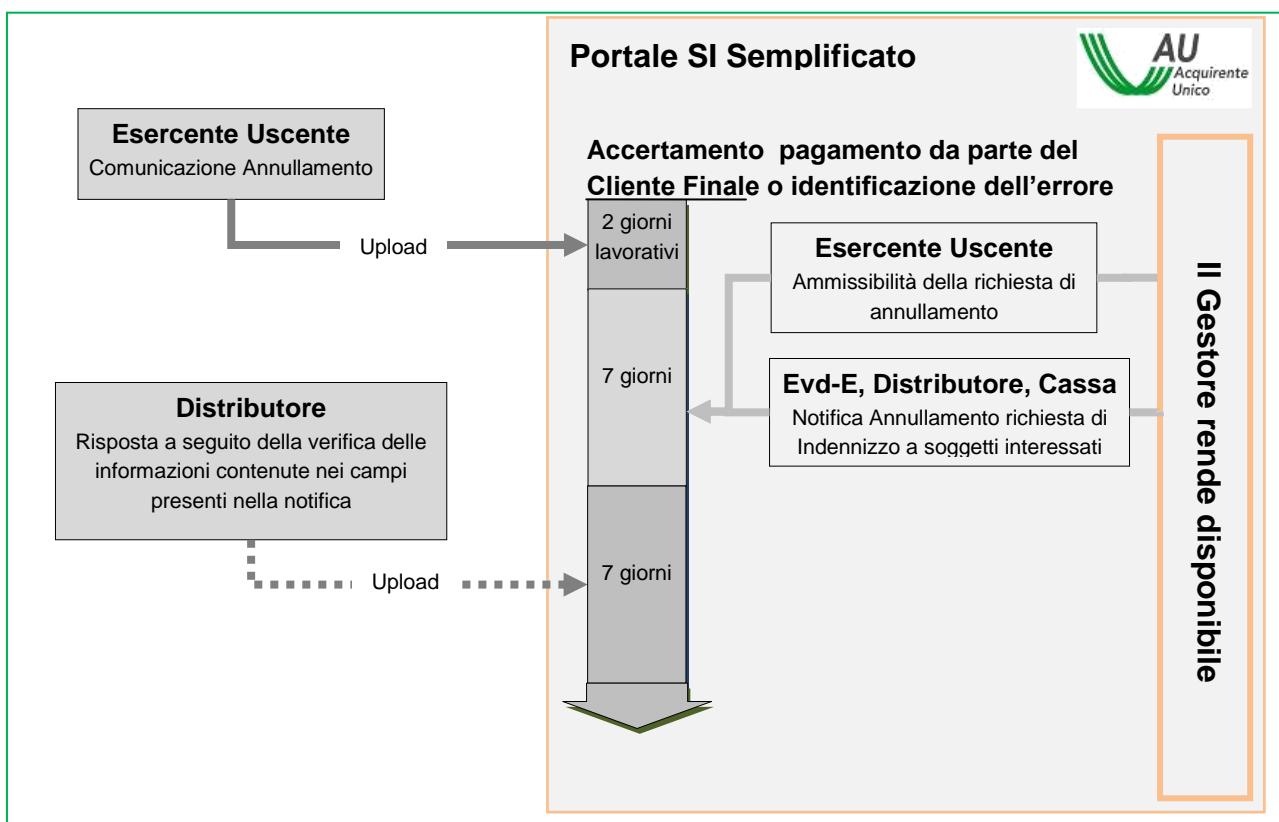 Portale SI Semplificato
AU
Acquirente
Unico
Esercente Uscente
Comunicazione Annullamento
Upload
Accertamento pagamento da parte del
Cliente Finale o identificazione dell'errore
2 giorni
lavorativi
7 giorni
7 giorni
Esercente Uscente
Ammissibilità della richiesta di
annullamento
Evd-E, Distributore, Cassa
Notifica Annullamento richiesta di
Indennizzo a soggetti interessati
Distributore
Risposta a seguito della verifica delle
informazioni contenute nei campi
presenti nella notifica
Upload
Il Gestore rende disponibile